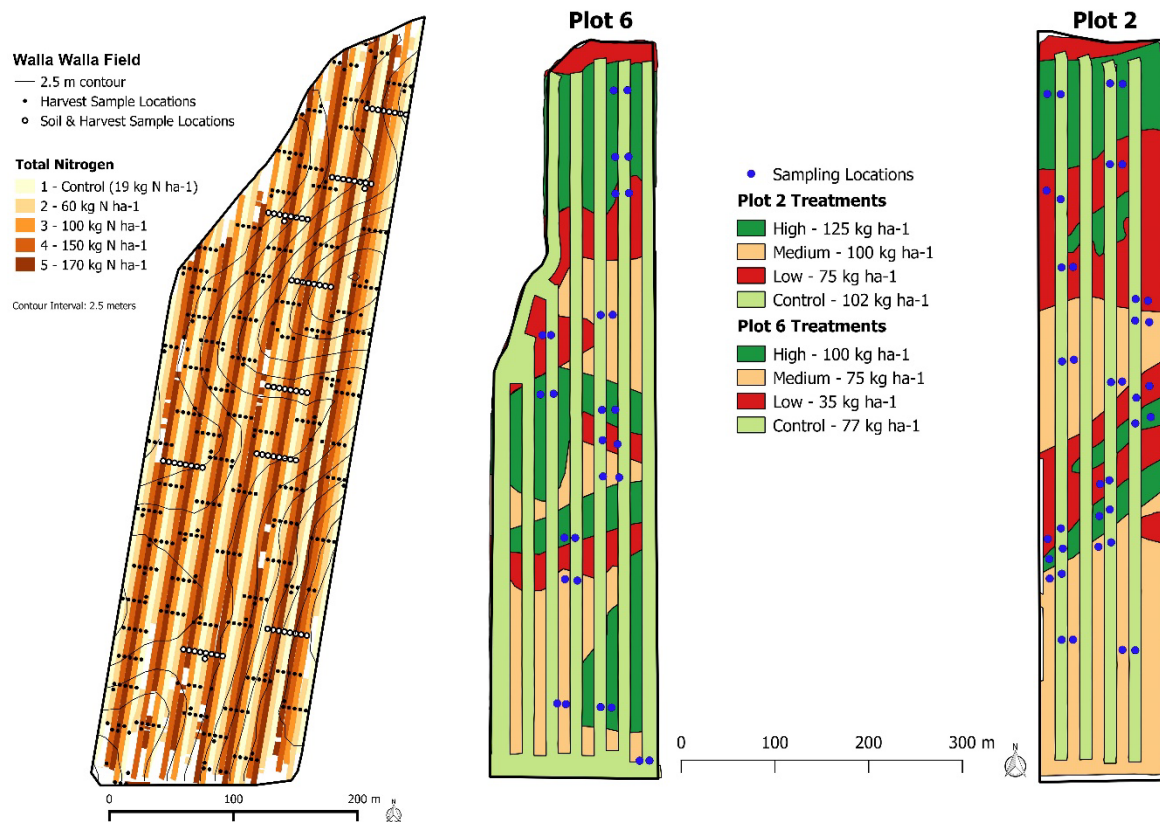 Walla Walla Field
2.5 m contour
Harvest Sample Locations
Soil & Harvest Sample Locations
Total Nitrogen
1 - Control (19 kg N ha-1)
2 - 60 kg N ha-1
3 - 100 kg N ha-1
4 - 150 kg N ha-1
5 - 170 kg N ha-1
Contour Interval: 2.5 meters
0 100 200 m
N
Plot 6
Sampling Locations
Plot 2 Treatments
High - 125 kg ha-1
Medium - 100 kg ha-1
Low - 75 kg ha-1
Control - 102 kg ha-1
Plot 6 Treatments
High - 100 kg ha-1
Medium - 75 kg ha-1
Low - 35 kg ha-1
Control - 77 kg ha-1
0 100 200 300 m
N
Plot 2